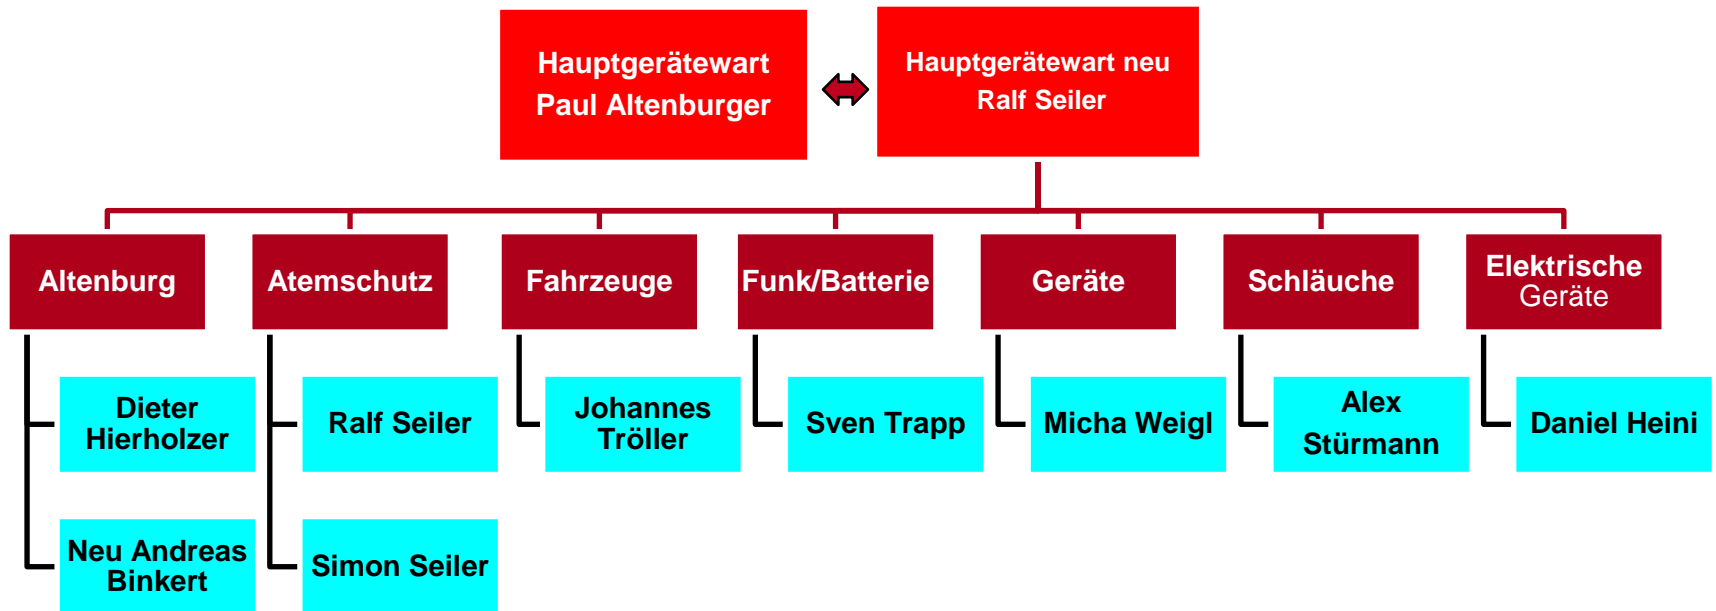 Hauptgerätewart
Paul Altenburger
Hauptgerätewart neu
Ralf Seiler
Altenburg
Atemschutz
Fahrzeuge
Funk/Batterie
Geräte
Schläuche
Elektrische
Geräte
Dieter
Hierholzer
Ralf Seiler
Johannes
Tröller
Sven Trapp
Micha Weigl
Alex
Stürmann
Daniel Heini
Neu Andreas
Binkert
Simon Seiler